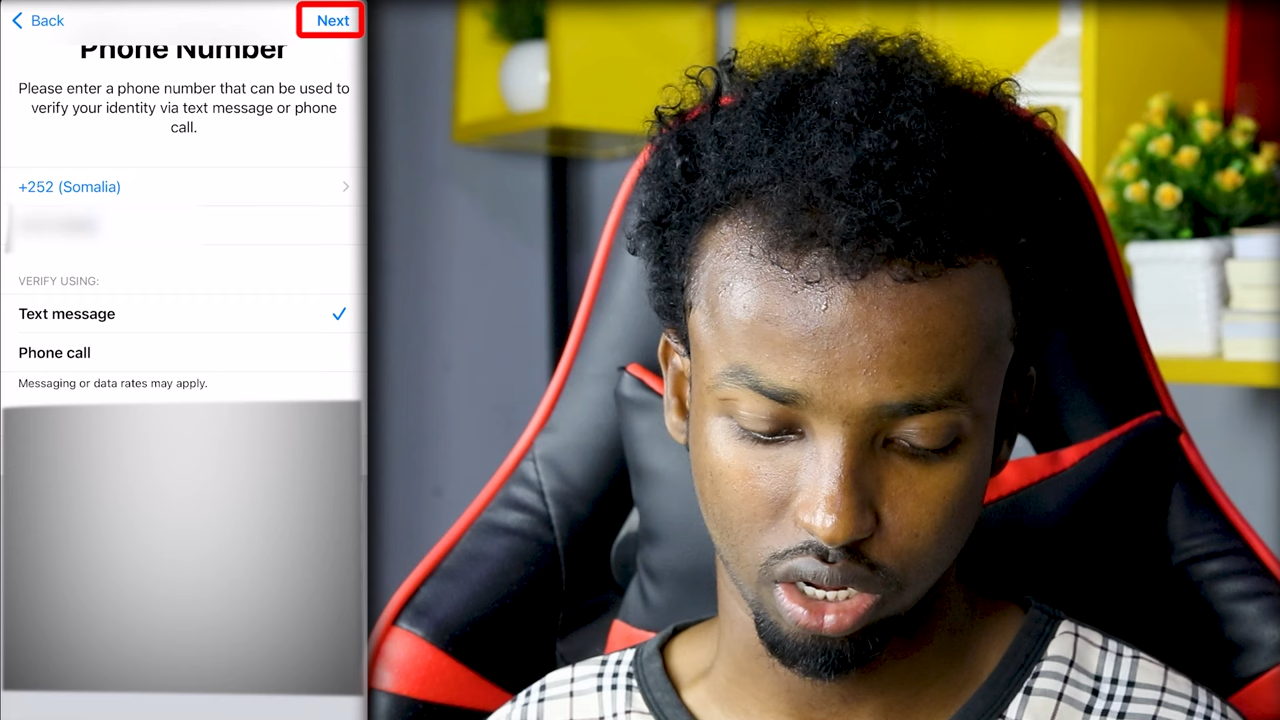 Back
Next
Phone Number
Please enter a phone number that can be used to
verify your identity via text message or phone
call.
+252 (Somalia)
VERIFY USING:
Text message
Phone call
Messaging or data rates may apply.